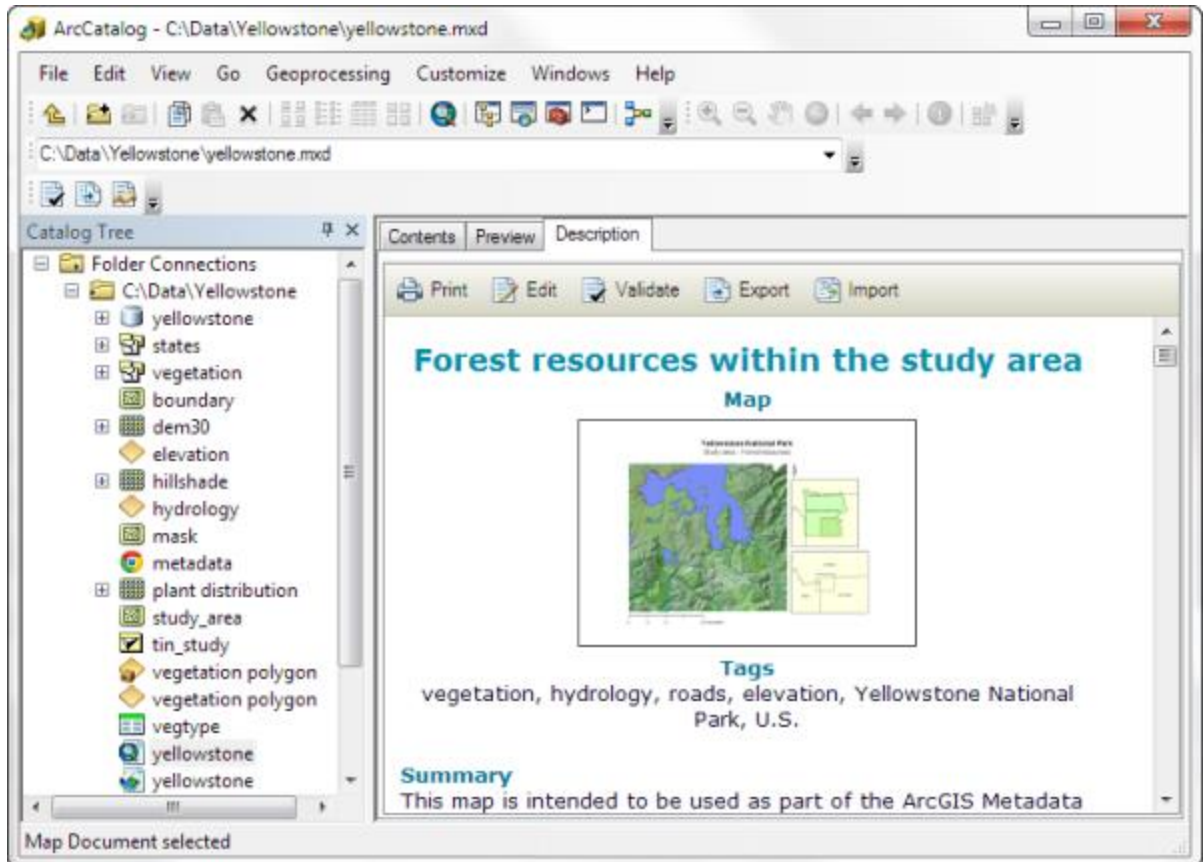 ArcCatalog - C:\Data\Yellowstone\yellowstone.mxd
File Edit View Go Geoprocessing Customize Windows Help
C:\Data\Yellowstone\yellowstone.mxd
Catalog Tree
Folder Connections
C:\Data\Yellowstone
yellowstone
states
vegetation
boundary
dem30
elevation
hillshade
hydrology
mask
metadata
plant distribution
study_area
tin_study
vegetation polygon
vegetation polygon
vegtype
yellowstone
yellowstone
Contents Preview Description
Print Edit Validate Export Import
Forest resources within the study area
Map
Yellowstone National Park
Tags
vegetation, hydrology, roads, elevation, Yellowstone National
Park, U.S.
Summary
This map is intended to be used as part of the ArcGIS Metadata
Map Document selected